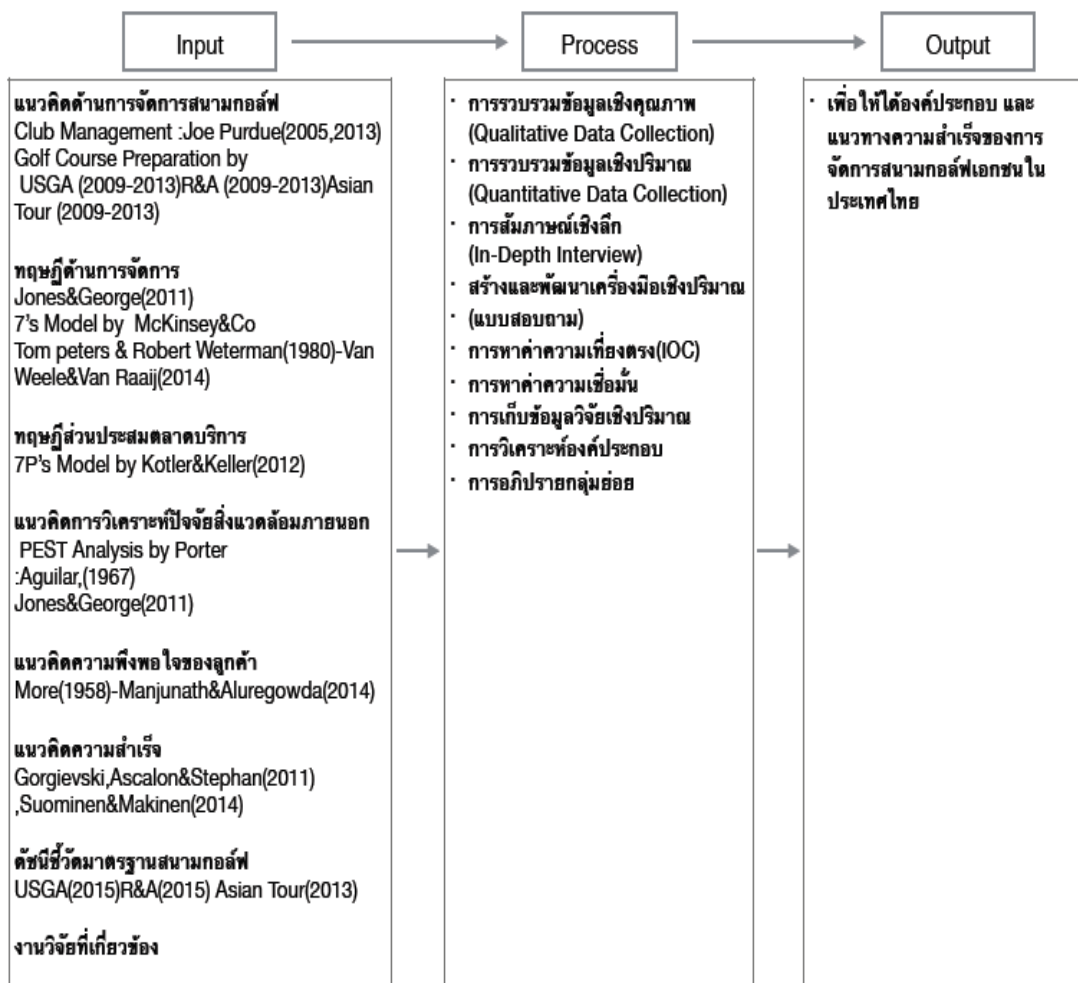 Input
Process
Output
แนวคิดด้านการจัดการสนามกอล์ฟ
Club Management :Joe Purdue(2005,2013)
Golf Course Preparation by
USGA (2009-2013)R&A (2009-2013)Asian
Tour (2009-2013)
ทฤษฎีด้านการจัดการ
Jones&George(2011)
7's Model by McKinsey&Co
Tom peters & Robert Weterman(1980)-Van
Weele&Van Raaij(2014)
ทฤษฎีส่วนประสมตลาดบริการ
7P's Model by Kotler&Keller(2012)
แนวคิดการวิเคราะห์ปัจจัยสิ่งแวดล้อมภายนอก
PEST Analysis by Porter
:Aguilar,(1967)
Jones&George(2011)
แนวคิดความพึงพอใจของลูกค้า
More(1958)-Manjunath&Aluregowda(2014)
แนวคิดความสำเร็จ
Gorgievski,Ascalon&Stephan(2011)
,Suominen&Makinen(2014)
ดัชนีชี้วัดมาตรฐานสนามกอล์ฟ
USGA(2015)R&A(2015) Asian Tour(2013)
งานวิจัยที่เกี่ยวข้อง
· การรวบรวมข้อมูลเชิงคุณภาพ
(Qualitative Data Collection)
· การรวบรวมข้อมูลเชิงปริมาณ
(Quantitative Data Collection)
· การสัมภาษณ์เชิงลึก
(In-Depth Interview)
· สร้างและพัฒนาเครื่องมือเชิงปริมาณ
· (แบบสอบถาม)
· การหาค่าความเที่ยงตรง(IOC)
· การหาค่าความเชื่อมั่น
· การเก็บข้อมูลวิจัยเชิงปริมาณ
· การวิเคราะห์องค์ประกอบ
· การอภิปรายกลุ่มย่อย
· เพื่อให้ได้องค์ประกอบ และ
แนวทางความสำเร็จของการ
จัดการสนามกอล์ฟเอกชนใน
ประเทศไทย